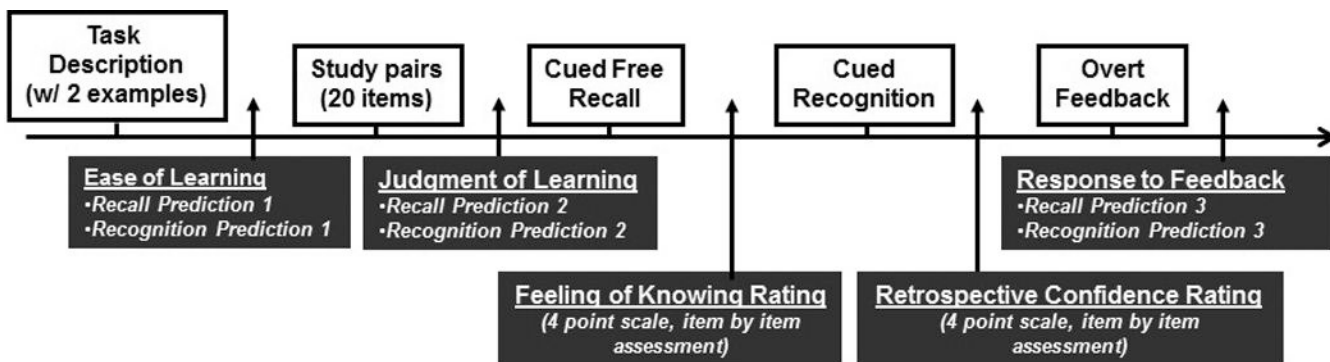 Task
Description
(w/ 2 examples)
Study pairs
(20 items)
Cued Free
Recall
Cued
Recognition
Overt
Feedback
Ease of Learning
•Recall Prediction 1
•Recognition Prediction 1
Judgment of Learning
•Recall Prediction 2
•Recognition Prediction 2
Response to Feedback
•Recall Prediction 3
•Recognition Prediction 3
Feeling of Knowing Rating
(4 point scale, item by item
assessment)
Retrospective Confidence Rating
(4 point scale, item by item
assessment)